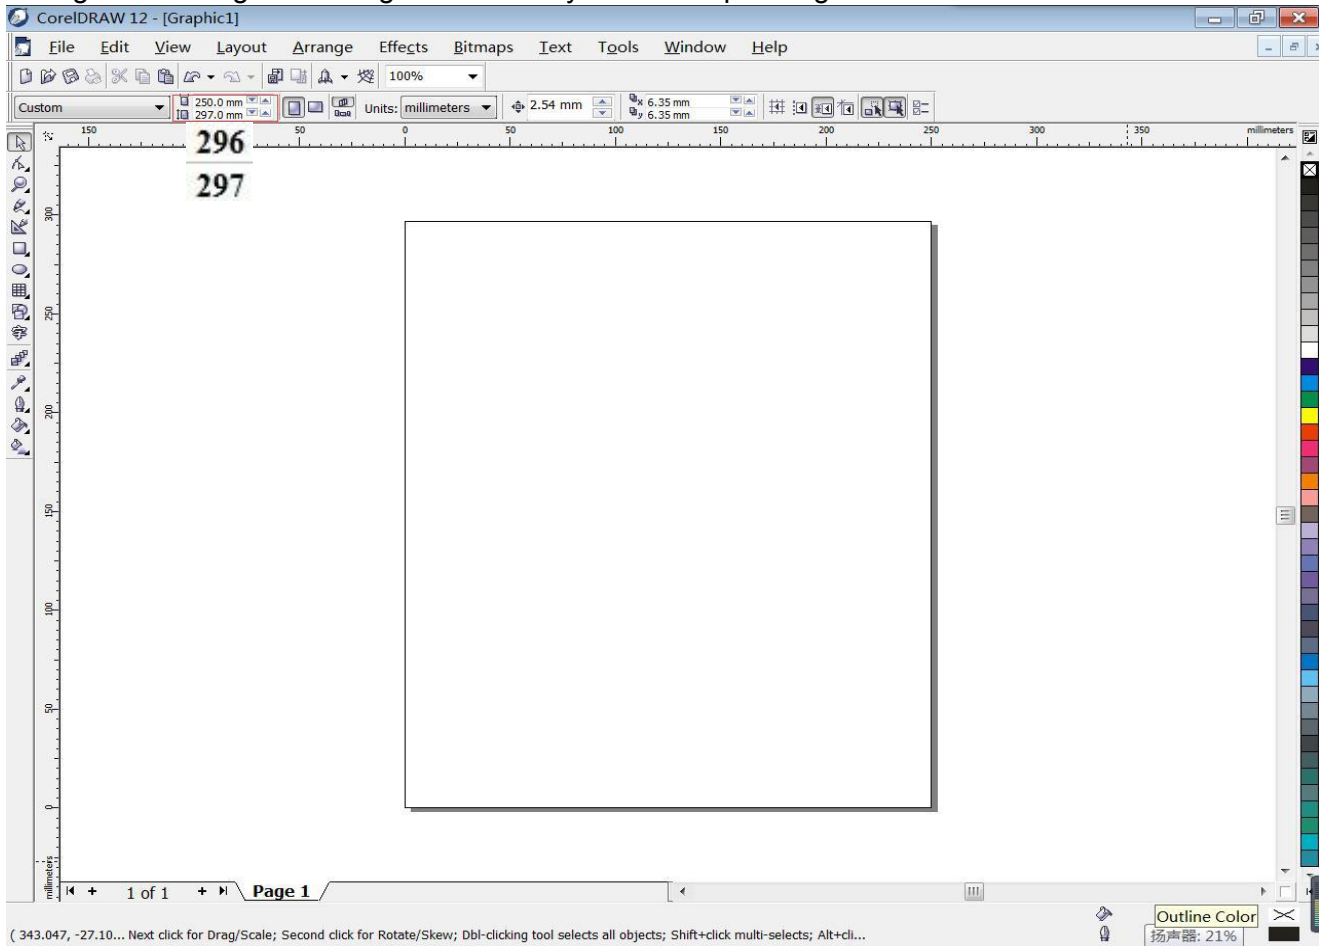 CorelDRAW 12 - [Graphic1]
File Edit View Layout Arrange Effects Bitmaps Text Tools Window Help
100%
Custom 250.0 mm 297.0 mm Units: millimeters 2.54 mm x 6.35 mm y 6.35 mm
150 50 0 50 100 150 200 250 300 350 millimeters
296
297
300
250
200
150
100
50
0
millimeters
1 of 1 Page 1
Outline Color
(343.047, -27.10... Next click for Drag/Scale; Second click for Rotate/Skew; Dbl-clicking tool selects all objects; Shift+click multi-selects; Alt+cli...
扬声器: 21%